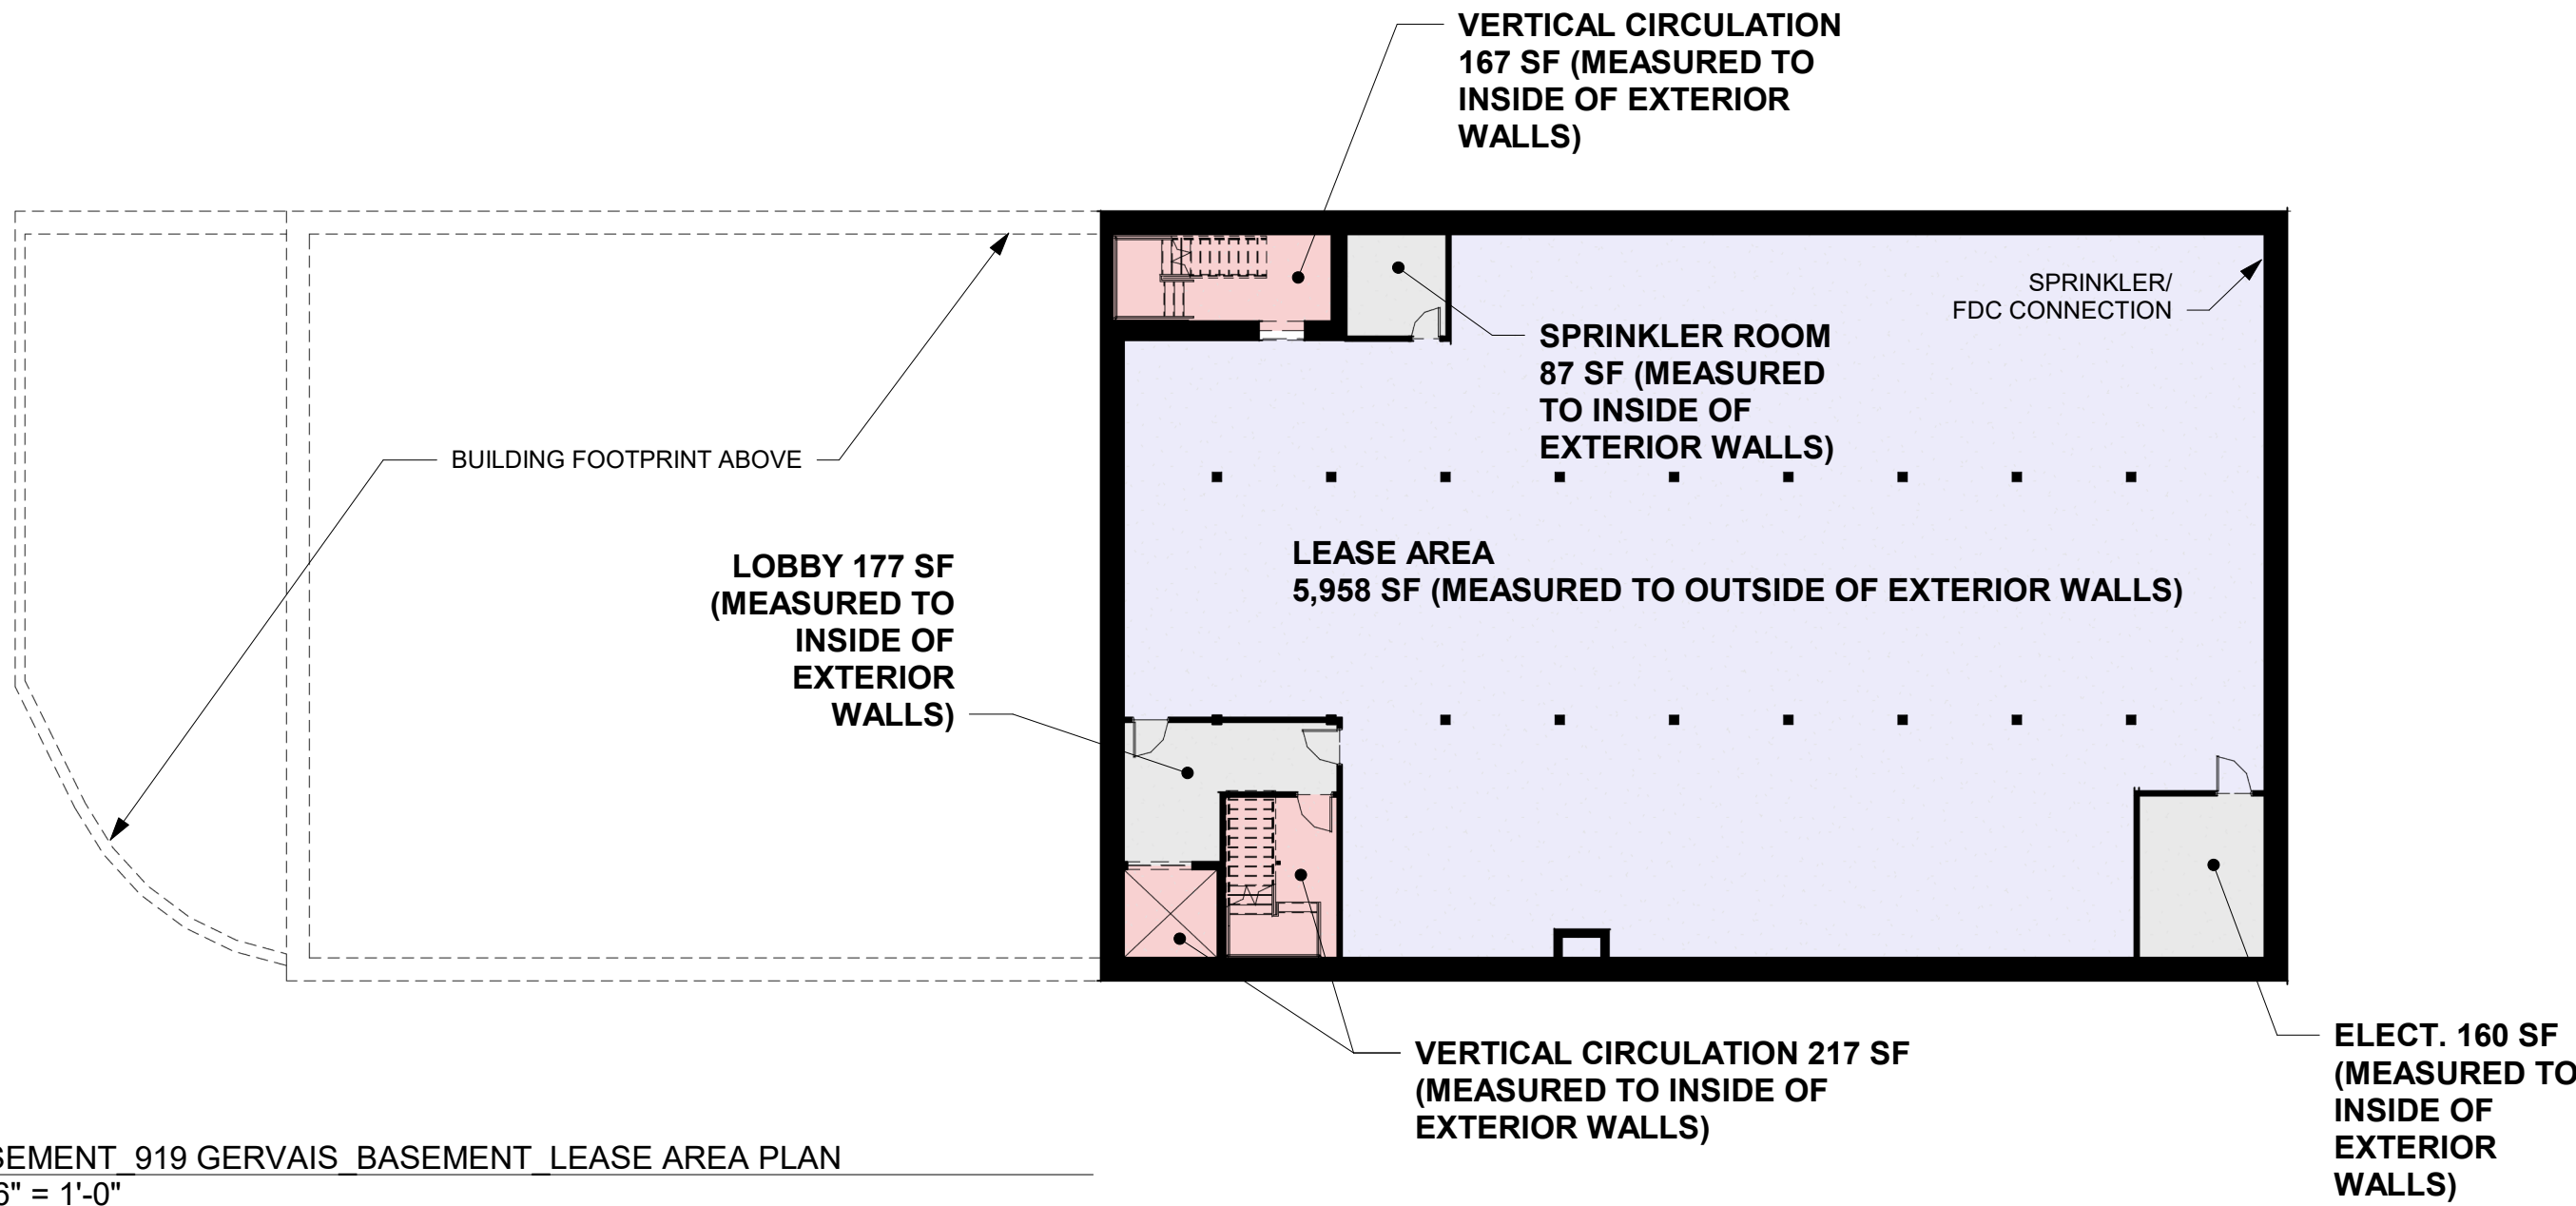 VERTICAL CIRCULATION
167 SF (MEASURED TO
INSIDE OF EXTERIOR
WALLS)
SPRINKLER/
FDC CONNECTION
SPRINKLER ROOM
87 SF (MEASURED
TO INSIDE OF
EXTERIOR WALLS)
BUILDING FOOTPRINT ABOVE
LEASE AREA
5,958 SF (MEASURED TO OUTSIDE OF EXTERIOR WALLS)
LOBBY 177 SF
(MEASURED TO
INSIDE OF
EXTERIOR
WALLS)
VERTICAL CIRCULATION 217 SF
(MEASURED TO INSIDE OF
EXTERIOR WALLS)
ELECT. 160 SF
(MEASURED TO
INSIDE OF
EXTERIOR
WALLS)
SEMENT_919 GERVAIS_BASEMENT_LEASE AREA PLAN
6" = 1'-0"